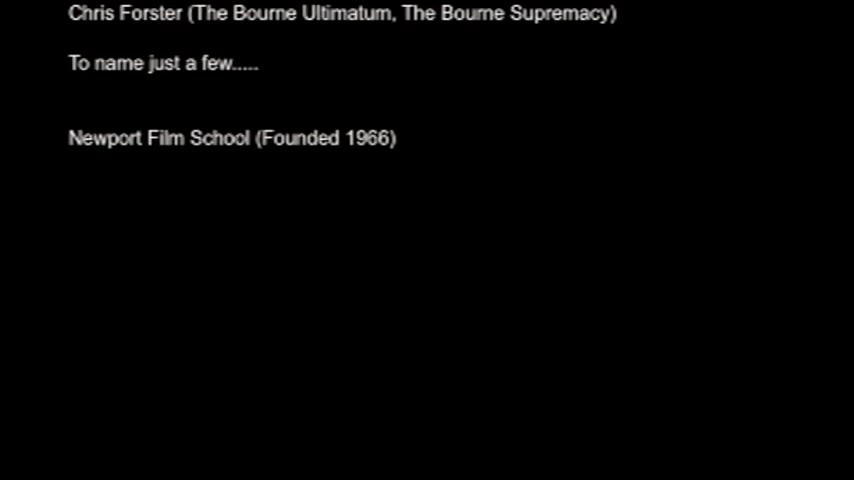 Chris Forster (The Bourne Ultimatum, The Bourne Supremacy)
To name just a few.....
Newport Film School (Founded 1966)